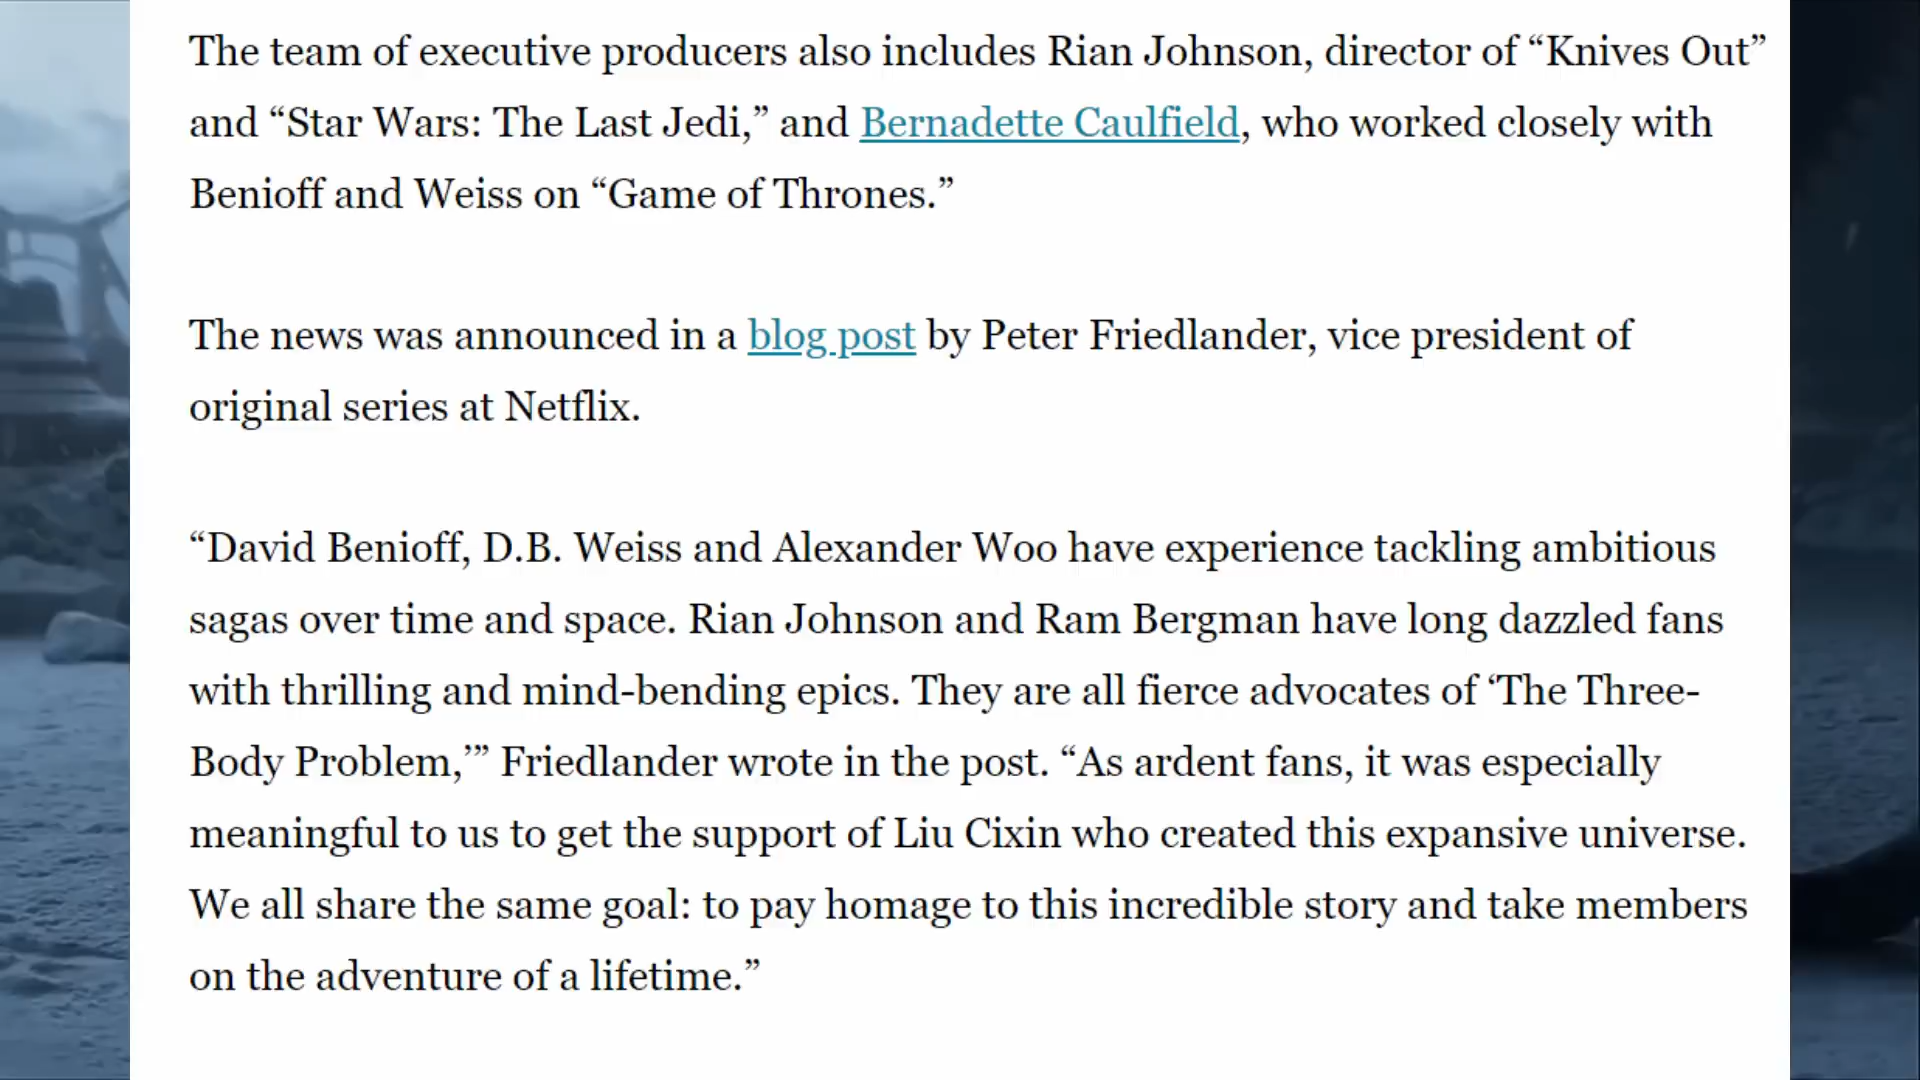 The team of executive producers also includes Rian Johnson, director of “Knives Out”
and “Star Wars: The Last Jedi,” and Bernadette Caulfield, who worked closely with
Benioff and Weiss on “Game of Thrones.”
The news was announced in a blog post by Peter Friedlander, vice president of
original series at Netflix.
“David Benioff, D.B. Weiss and Alexander Woo have experience tackling ambitious
sagas over time and space. Rian Johnson and Ram Bergman have long dazzled fans
with thrilling and mind-bending epics. They are all fierce advocates of ‘The Three-
Body Problem,’” Friedlander wrote in the post. “As ardent fans, it was especially
meaningful to us to get the support of Liu Cixin who created this expansive universe.
We all share the same goal: to pay homage to this incredible story and take members
on the adventure of a lifetime.”